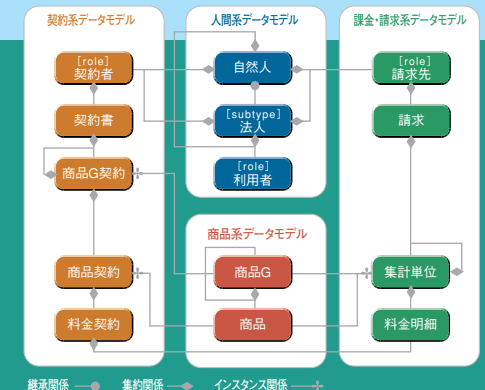 契約系データモデル
[role]
契約者
契約書
商品G契約
商品契約
料金契約
人間系データモデル
自然人
[subtype]
法人
[role]
利用者
商品系データモデル
商品G
商品
課金・請求系データモデル
[role]
請求先
請求
集計単位
料金明細
継承関係
集約関係
インスタンス関係